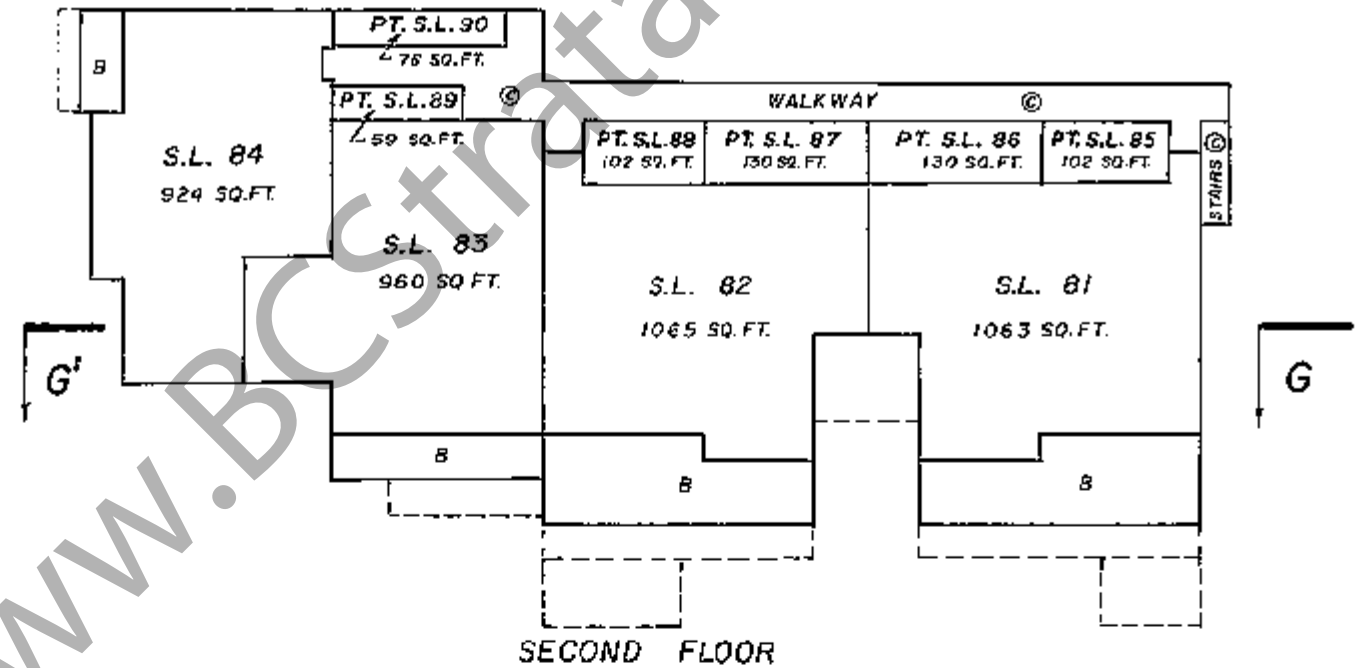 PT. S.L. 90
76 SQ.FT.
B
PT. S.L. 89
©
WALKWAY ©
59 SQ.FT.
PT. S.L. 88
102 SQ. FT.
PT. S.L. 87
130 SQ. FT.
PT. S.L. 86
130 SQ. FT.
PT. S.L. 85
102 SQ. FT.
©
STAIRS
S.L. 84
924 SQ.FT.
S.L. 83
960 SQ FT.
S.L. 82
1065 SQ. FT.
S.L. 81
1063 SQ. FT.
G'
G
B
B
B
SECOND FLOOR
www.BCStrata